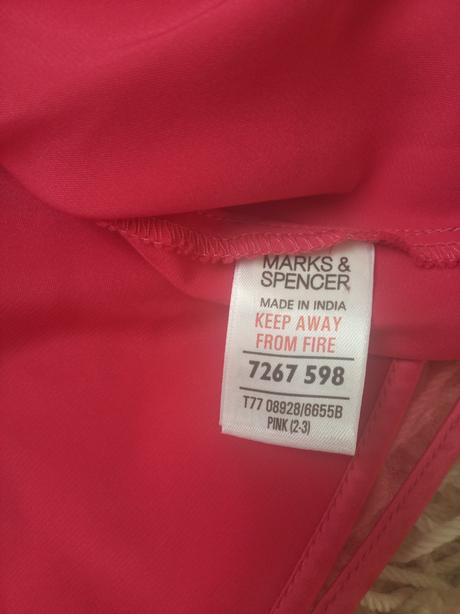 MARKS &
SPENCER
MADE IN INDIA
KEEP AWAY
FROM FIRE
7267 598
T77 08928/6655B
PINK (2-3)